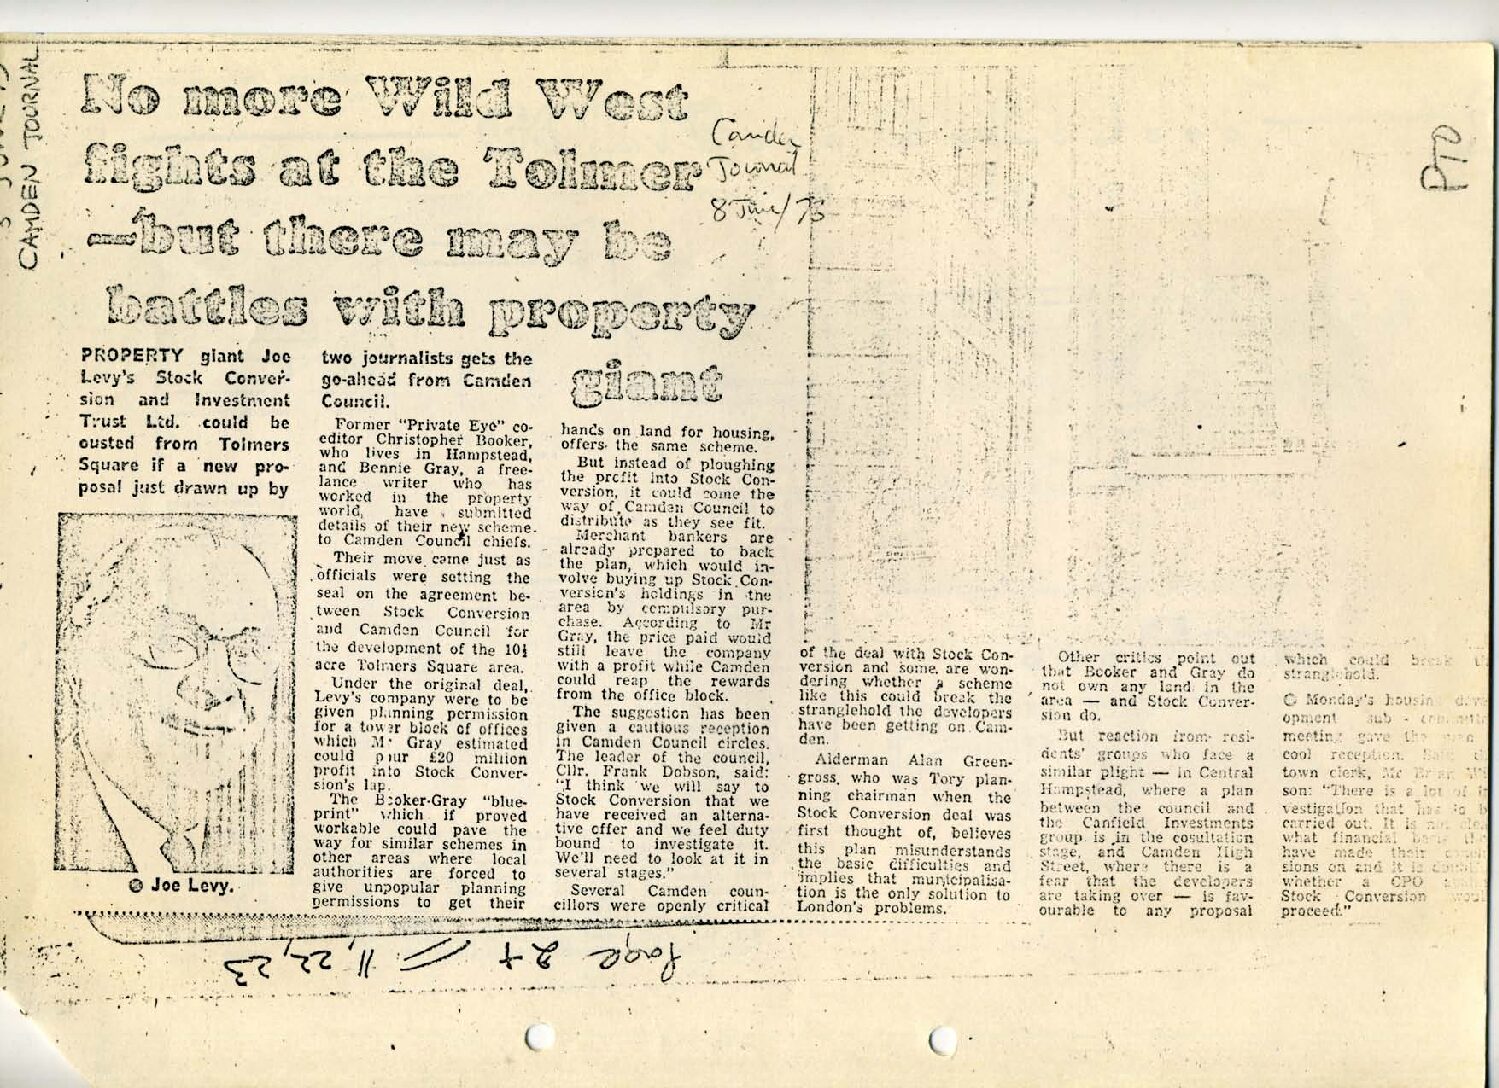 CAMDEN JOURNAL
No more Wild West
fights at the Tolmer
—but there may be
battles with property
giant
Camden
Journal
8 June/73
PTO
PROPERTY giant Joe
Levy's Stock Conver-
sion and Investment
Trust Ltd. could be
ousted from Tolmers
Square if a new pro-
posal just drawn up by
Joe Levy.
two journalists gets the
go-ahead from Camden
Council.
Former "Private Eye" co-
editor Christopher Booker,
who lives in Hampstead,
and Bennie Gray, a free-
lance writer who has
worked in the property
world, have submitted
details of their new scheme
to Camden Council chiefs.
Their move came just as
officials were setting the
seal on the agreement be-
tween Stock Conversion
and Camden Council for
the development of the 10½
acre Tolmers Square area.
Under the original deal,
Levy's company were to be
given planning permission
for a tower block of offices
which Mr Gray estimated
could pour £20 million
profit into Stock Conver-
sion's lap.
The Booker-Gray "blue-
print" which if proved
workable could pave the
way for similar schemes in
other areas where local
authorities are forced to
give unpopular planning
permissions to get their
hands on land for housing,
offers the same scheme.
But instead of ploughing
the profit into Stock Con-
version, it could come the
way of Camden Council to
distribute as they see fit.
Merchant bankers are
already prepared to back
the plan, which would in-
volve buying up Stock Con-
version's holdings in the
area by compulsory pur-
chase. According to Mr
Gray, the price paid would
still leave the company
with a profit while Camden
could reap the rewards
from the office block.
The suggestion has been
given a cautious reception
in Camden Council circles.
The leader of the council,
Cllr. Frank Dobson, said:
"I think we will say to
Stock Conversion that we
have received an alterna-
tive offer and we feel duty
bound to investigate it.
We'll need to look at it in
several stages."
Several Camden coun-
cillors were openly critical
of the deal with Stock Con-
version and some are won-
dering whether a scheme
like this could break the
stranglehold the developers
have been getting on Cam-
den.
Alderman Alan Green-
gross, who was Tory plan-
ning chairman when the
Stock Conversion deal was
first thought of, believes
this plan misunderstands
the basic difficulties and
implies that municipalisa-
tion is the only solution to
London's problems.
Other critics point out
that Booker and Gray do
not own any land in the
area — and Stock Conver-
sion do.
But reaction from resi-
dents' groups who face a
similar plight — in Central
Hampstead, where a plan
between the council and
the Canfield Investments
group is in the cosultation
stage, and Camden High
Street, where there is a
fear that the developers
are taking over — is fav-
ourable to any proposal
which could break
stranglehold.
Monday's housing
opment sub-
meeting gave the
cool reception. Said
town clerk, Mr
son: "There is a lot of in
vestigation that has to
carried out. It is not
what financial
have made their
sions on and it is
whether a CPO
Stock Conversion
proceed."
page 24 = 11, 22, 23